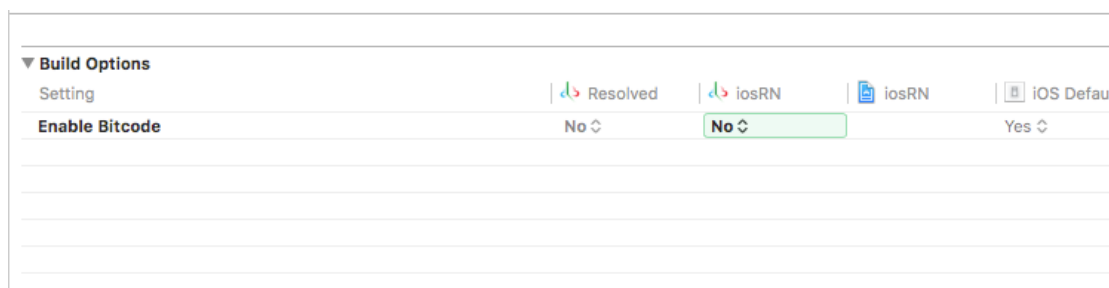 Build Options
Setting Resolved iosRN iosRN iOS Defau
Enable Bitcode No No Yes